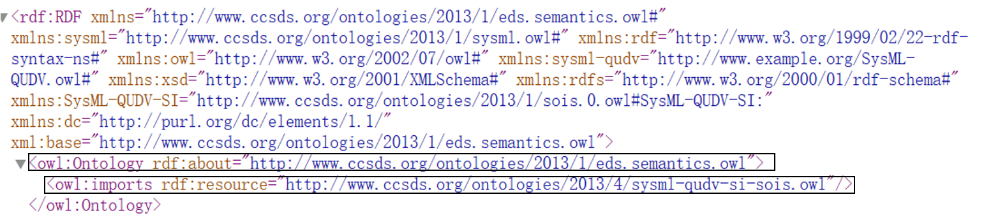 ▼<rdf:RDF xmlns="http://www.ccsds.org/ontologies/2013/1/eds.semantics.owl#"
xmlns:sysml="http://www.ccsds.org/ontologies/2013/1/sysml.owl#" xmlns:rdf="http://www.w3.org/1999/02/22-rdf-
syntax-ns#" xmlns:owl="http://www.w3.org/2002/07/owl#" xmlns:sysml-qudv="http://www.example.org/SysML-
QUDV.owl#" xmlns:xsd="http://www.w3.org/2001/XMLSchema#" xmlns:rdfs="http://www.w3.org/2000/01/rdf-schema#"
xmlns:SysML-QUDV-SI="http://www.ccsds.org/ontologies/2013/1/sois.0.owl#SysML-QUDV-SI:"
xmlns:dc="http://purl.org/dc/elements/1.1/"
xml:base="http://www.ccsds.org/ontologies/2013/1/eds.semantics.owl">
▼<owl:Ontology rdf:about="http://www.ccsds.org/ontologies/2013/1/eds.semantics.owl">
<owl:imports rdf:resource="http://www.ccsds.org/ontologies/2013/4/sysml-qudv-si-sois.owl"/>
</owl:Ontology>